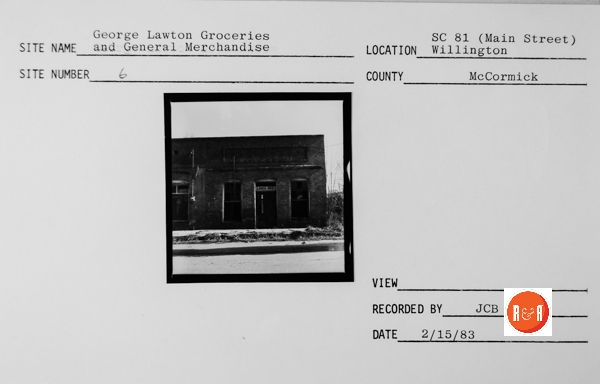 SITE NAME George Lawton Groceries
and General Merchandise
LOCATION SC 81 (Main Street)
Willington
SITE NUMBER 6
COUNTY McCormick
VIEW
RECORDED BY JCB
R&R
DATE 2/15/83